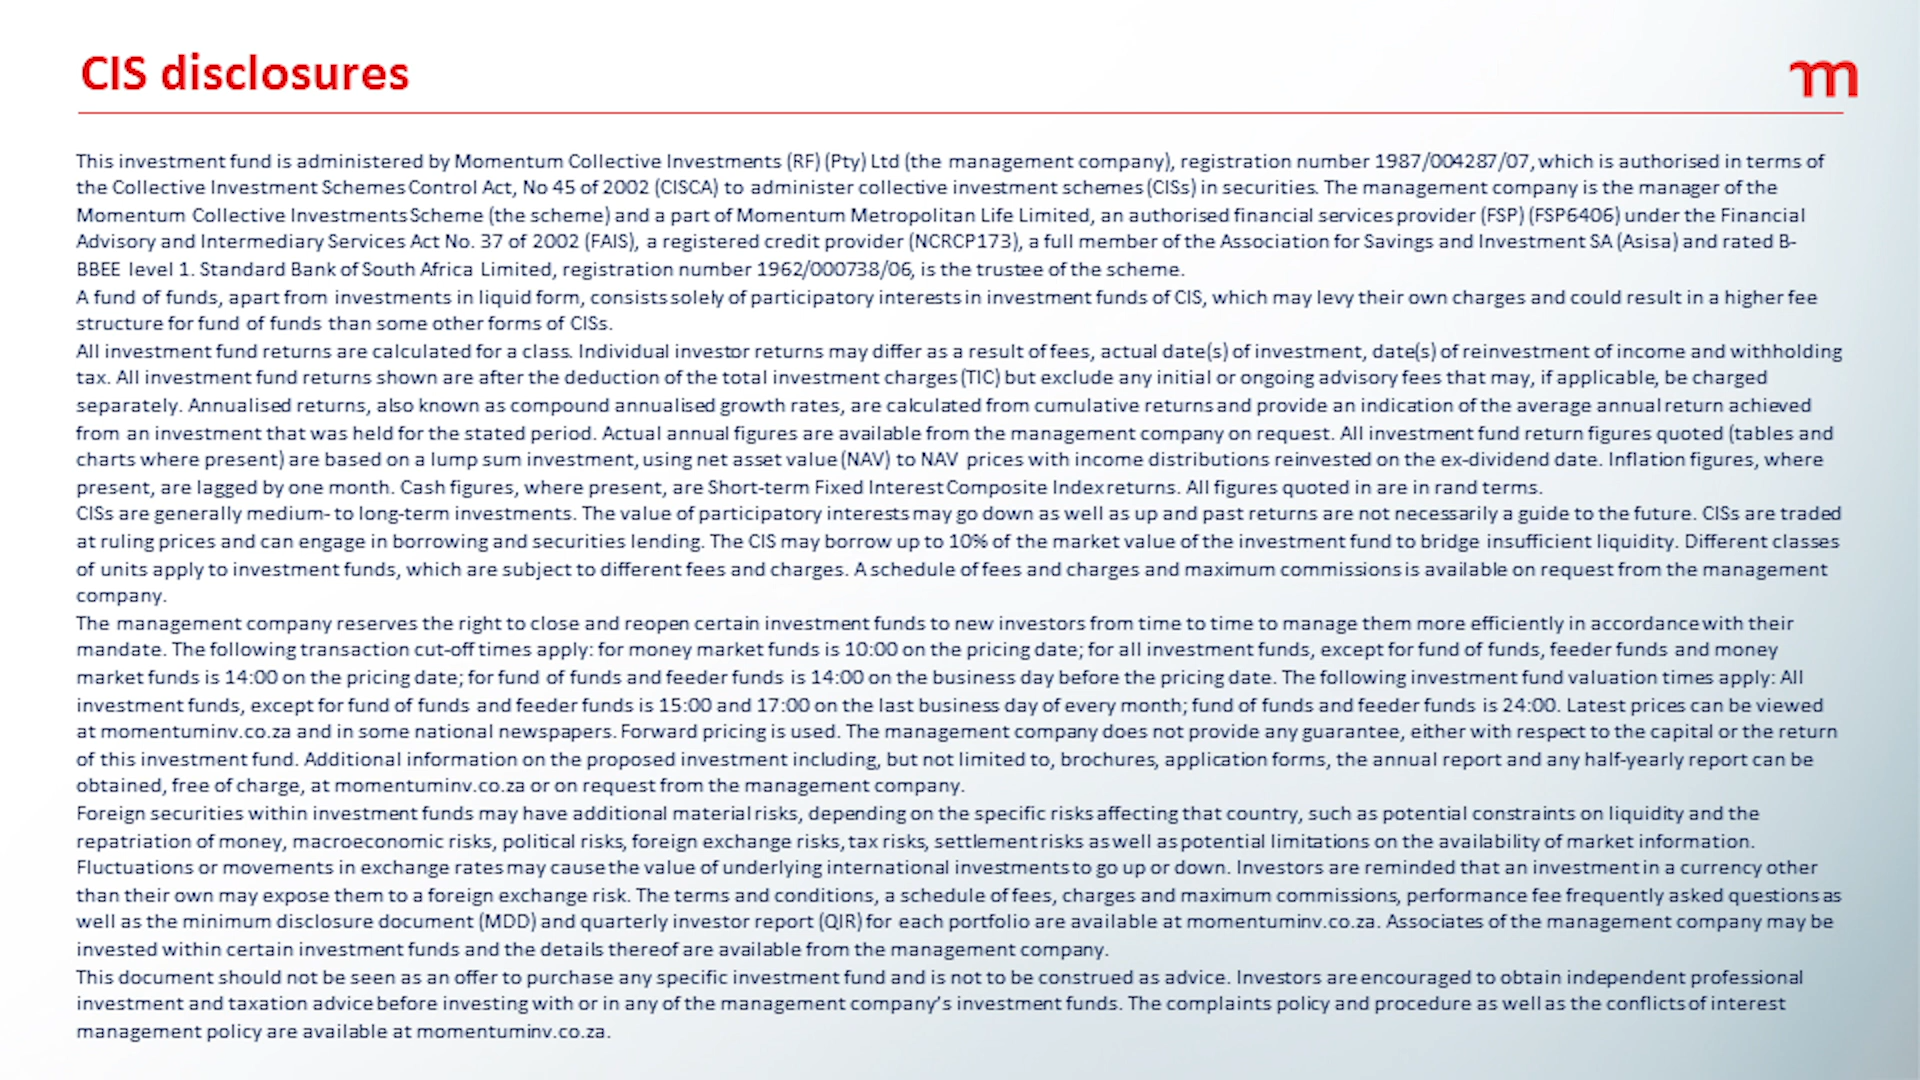 CIS disclosures
m
This investment fund is administered by Momentum Collective Investments (RF) (Pty) Ltd (the management company), registration number 1987/004287/07, which is authorised in terms of
the Collective Investment Schemes Control Act, No 45 of 2002 (CISCA) to administer collective investment schemes (CISs) in securities. The management company is the manager of the
Momentum Collective Investments Scheme (the scheme) and a part of Momentum Metropolitan Life Limited, an authorised financial services provider (FSP) (FSP6406) under the Financial
Advisory and Intermediary Services Act No. 37 of 2002 (FAIS), a registered credit provider (NCRCP173), a full member of the Association for Savings and Investment SA (Asisa) and rated B-
BBEE level 1. Standard Bank of South Africa Limited, registration number 1962/000738/06, is the trustee of the scheme.
A fund of funds, apart from investments in liquid form, consists solely of participatory interests in investment funds of CIS, which may levy their own charges and could result in a higher fee
structure for fund of funds than some other forms of CISs.
All investment fund returns are calculated for a class. Individual investor returns may differ as a result of fees, actual date(s) of investment, date(s) of reinvestment of income and withholding
tax. All investment fund returns shown are after the deduction of the total investment charges (TIC) but exclude any initial or ongoing advisory fees that may, if applicable, be charged
separately. Annualised returns, also known as compound annualised growth rates, are calculated from cumulative returns and provide an indication of the average annual return achieved
from an investment that was held for the stated period. Actual annual figures are available from the management company on request. All investment fund return figures quoted (tables and
charts where present) are based on a lump sum investment, using net asset value (NAV) to NAV prices with income distributions reinvested on the ex-dividend date. Inflation figures, where
present, are lagged by one month. Cash figures, where present, are Short-term Fixed Interest Composite Index returns. All figures quoted in are in rand terms.
CISs are generally medium- to long-term investments. The value of participatory interests may go down as well as up and past returns are not necessarily a guide to the future. CISs are traded
at ruling prices and can engage in borrowing and securities lending. The CIS may borrow up to 10% of the market value of the investment fund to bridge insufficient liquidity. Different classes
of units apply to investment funds, which are subject to different fees and charges. A schedule of fees and charges and maximum commissions is available on request from the management
company.
The management company reserves the right to close and reopen certain investment funds to new investors from time to time to manage them more efficiently in accordance with their
mandate. The following transaction cut-off times apply: for money market funds is 10:00 on the pricing date; for all investment funds, except for fund of funds, feeder funds and money
market funds is 14:00 on the pricing date; for fund of funds and feeder funds is 14:00 on the business day before the pricing date. The following investment fund valuation times apply: All
investment funds, except for fund of funds and feeder funds is 15:00 and 17:00 on the last business day of every month; fund of funds and feeder funds is 24:00. Latest prices can be viewed
at momentuminv.co.za and in some national newspapers. Forward pricing is used. The management company does not provide any guarantee, either with respect to the capital or the return
of this investment fund. Additional information on the proposed investment including, but not limited to, brochures, application forms, the annual report and any half-yearly report can be
obtained, free of charge, at momentuminv.co.za or on request from the management company.
Foreign securities within investment funds may have additional material risks, depending on the specific risks affecting that country, such as potential constraints on liquidity and the
repatriation of money, macroeconomic risks, political risks, foreign exchange risks, tax risks, settlement risks as well as potential limitations on the availability of market information.
Fluctuations or movements in exchange rates may cause the value of underlying international investments to go up or down. Investors are reminded that an investment in a currency other
than their own may expose them to a foreign exchange risk. The terms and conditions, a schedule of fees, charges and maximum commissions, performance fee frequently asked questions as
well as the minimum disclosure document (MDD) and quarterly investor report (QIR) for each portfolio are available at momentuminv.co.za. Associates of the management company may be
invested within certain investment funds and the details thereof are available from the management company.
This document should not be seen as an offer to purchase any specific investment fund and is not to be construed as advice. Investors are encouraged to obtain independent professional
investment and taxation advice before investing with or in any of the management company's investment funds. The complaints policy and procedure as well as the conflicts of interest
management policy are available at momentuminv.co.za.